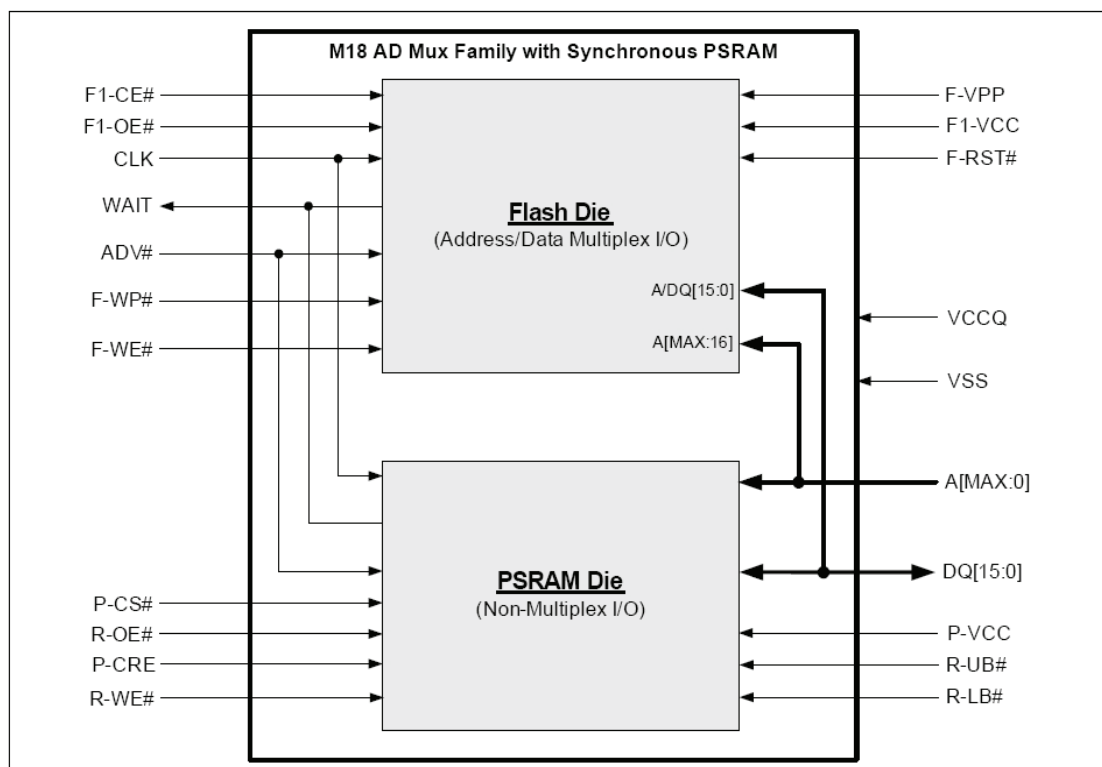 M18 AD Mux Family with Synchronous PSRAM
F1-CE#
F1-OE#
CLK
WAIT
ADV#
F-WP#
F-WE#
Flash Die
(Address/Data Multiplex I/O)
A/DQ[15:0]
A[MAX:16]
F-VPP
F1-VCC
F-RST#
VCCQ
VSS
A[MAX:0]
DQ[15:0]
PSRAM Die
(Non-Multiplex I/O)
P-CS#
R-OE#
P-CRE
R-WE#
P-VCC
R-UB#
R-LB#